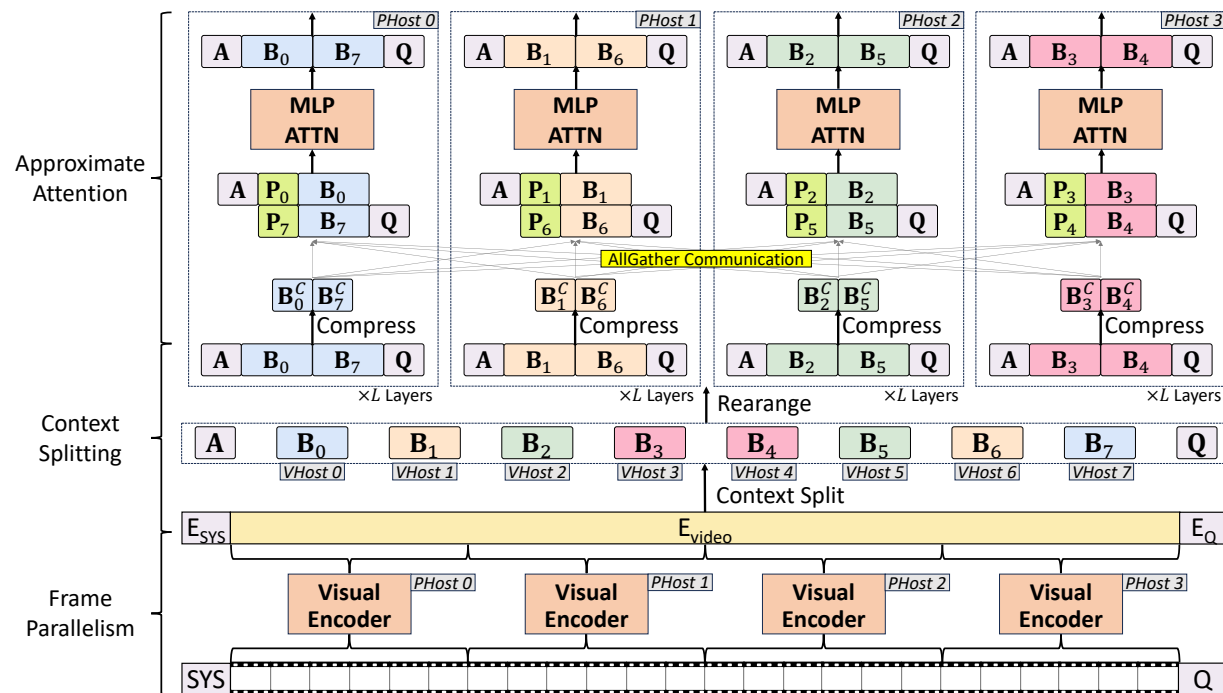 PHost 0 PHost 1 PHost 2 PHost 3
A B₀ B₇ Q A B₁ B₆ Q A B₂ B₅ Q A B₃ B₄ Q
MLP ATTN MLP ATTN MLP ATTN MLP ATTN
Approximate
Attention
A P₀ B₀ A P₁ B₁ A P₂ B₂ A P₃ B₃
P₇ B₇ Q P₆ B₆ Q P₅ B₅ Q P₄ B₄ Q
AllGather Communication
B₀ᶜ B₇ᶜ B₁ᶜ B₆ᶜ B₂ᶜ B₅ᶜ B₃ᶜ B₄ᶜ
Compress Compress Compress Compress
A B₀ B₇ Q A B₁ B₆ Q A B₂ B₅ Q A B₃ B₄ Q
×L Layers ×L Layers ×L Layers ×L Layers
Rearange
Context
Splitting
A B₀ B₁ B₂ B₃ B₄ B₅ B₆ B₇ Q
VHost 0 VHost 1 VHost 2 VHost 3 VHost 4 VHost 5 VHost 6 VHost 7
Context Split
E_SYS E_video E_Q
PHost 0 PHost 1 PHost 2 PHost 3
Visual Encoder Visual Encoder Visual Encoder Visual Encoder
Frame
Parallelism
SYS Q